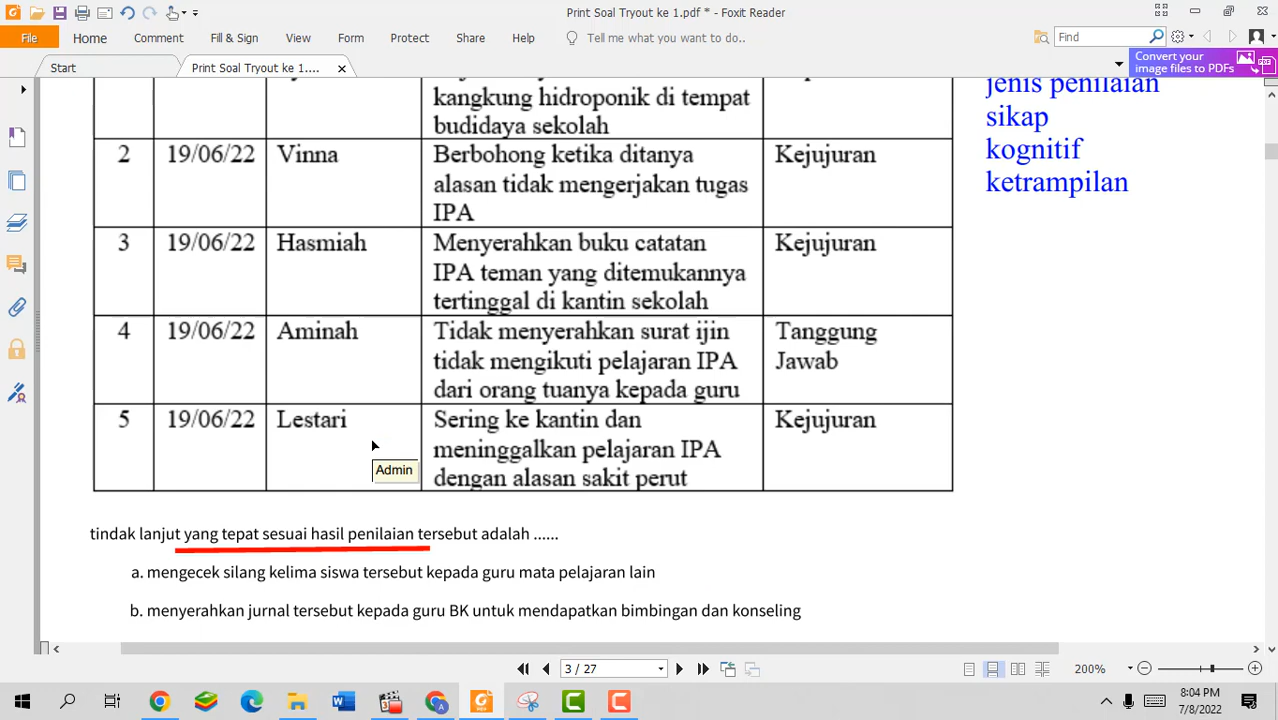 Print Soal Tryout ke 1.pdf * - Foxit Reader
File Home Comment Fill & Sign View Form Protect Share Help Tell me what you want to do.. Find
Start Print Soal Tryout ke 1.... Convert your
image files to PDFs
jenis penilaian
sikap
kognitif
ketrampilan
kangkung hidroponik di tempat
budidaya sekolah
2 19/06/22 Vinna Berbohong ketika ditanya Kejujuran
alasan tidak mengerjakan tugas
IPA
3 19/06/22 Hasmiah Menyerahkan buku catatan Kejujuran
IPA teman yang ditemukannya
tertinggal di kantin sekolah
4 19/06/22 Aminah Tidak menyerahkan surat ijin Tanggung
tidak mengikuti pelajaran IPA Jawab
dari orang tuanya kepada guru
5 19/06/22 Lestari Sering ke kantin dan Kejujuran
meninggalkan pelajaran IPA
Admin
dengan alasan sakit perut
tindak lanjut yang tepat sesuai hasil penilaian tersebut adalah ......
a. mengecek silang kelima siswa tersebut kepada guru mata pelajaran lain
b. menyerahkan jurnal tersebut kepada guru BK untuk mendapatkan bimbingan dan konseling
3 / 27 200%
8:04 PM
7/8/2022